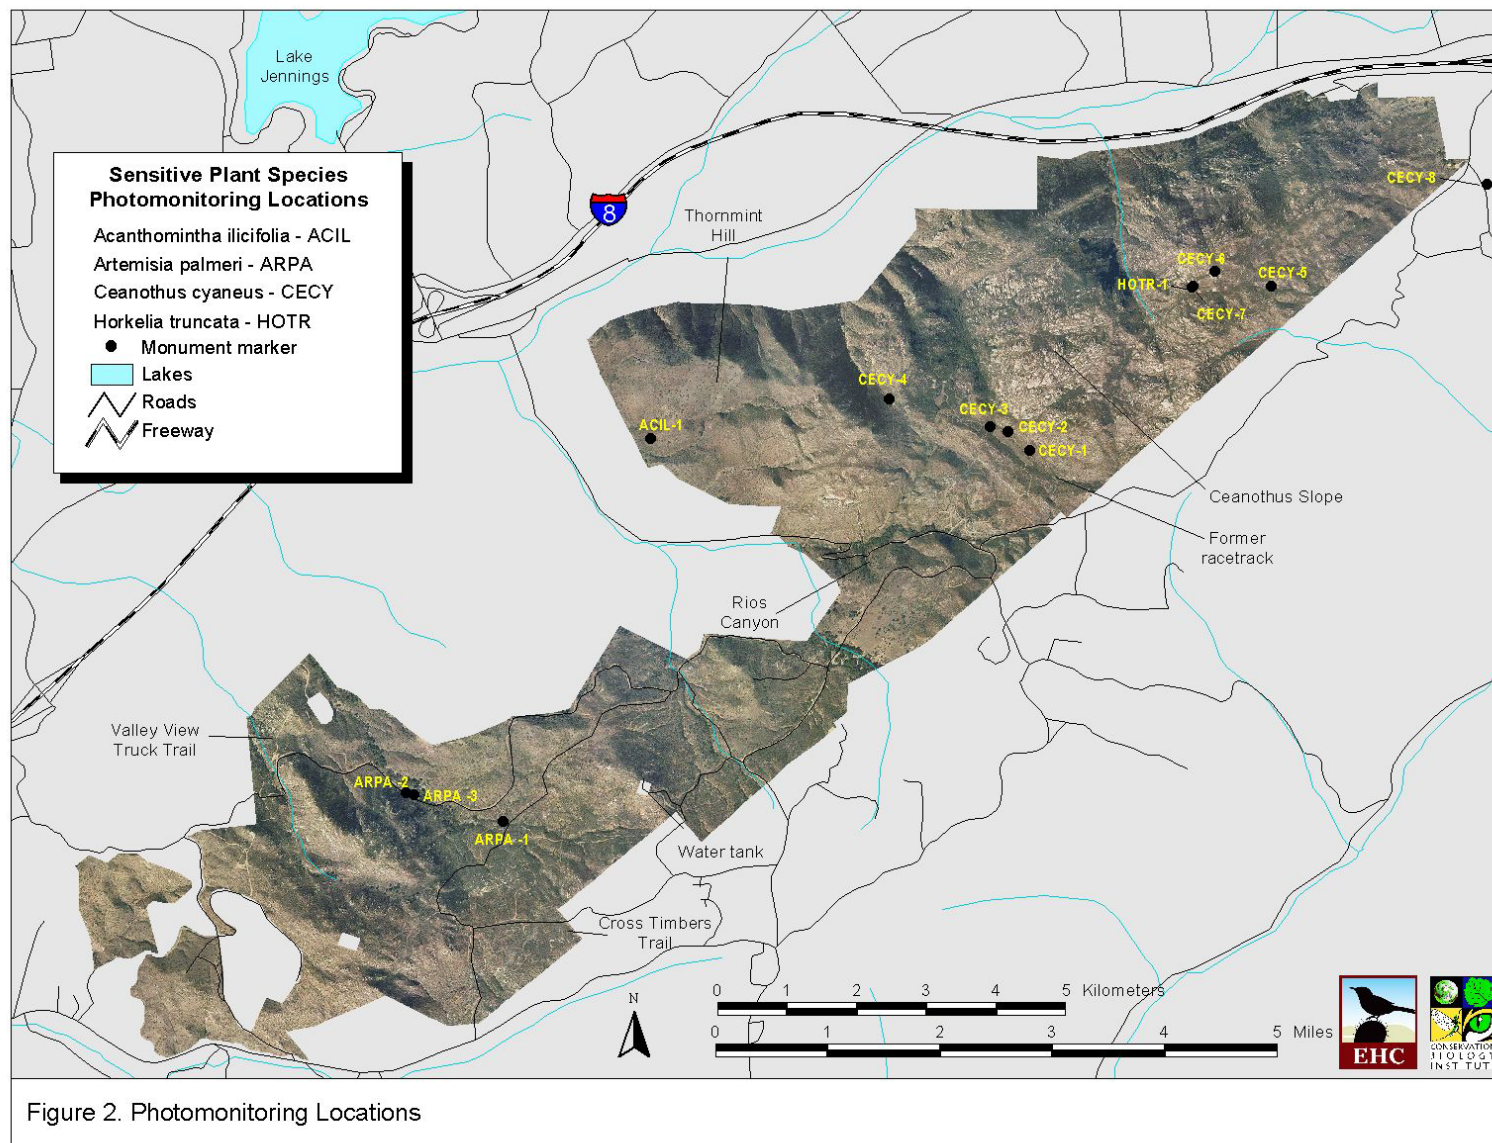 Lake
Jennings
Sensitive Plant Species
Photomonitoring Locations
Acanthomintha ilicifolia - ACIL
Artemisia palmeri - ARPA
Ceanothus cyaneus - CECY
Horkelia truncata - HOTR
Monument marker
Lakes
Roads
Freeway
8
Thornmint
Hill
CECY-8
CECY-6
CECY-5
HOTR-1
CECY-7
CECY-4
CECY-3
CECY-2
CECY-1
ACIL-1
Ceanothus Slope
Former
racetrack
Rios
Canyon
Valley View
Truck Trail
ARPA -2
ARPA -3
ARPA -1
Water tank
Cross Timbers
Trail
N
0 1 2 3 4 5 Kilometers
0 1 2 3 4 5 Miles
EHC
CONSERVATION
BIOLOGY
INSTITUTE
Figure 2. Photomonitoring Locations